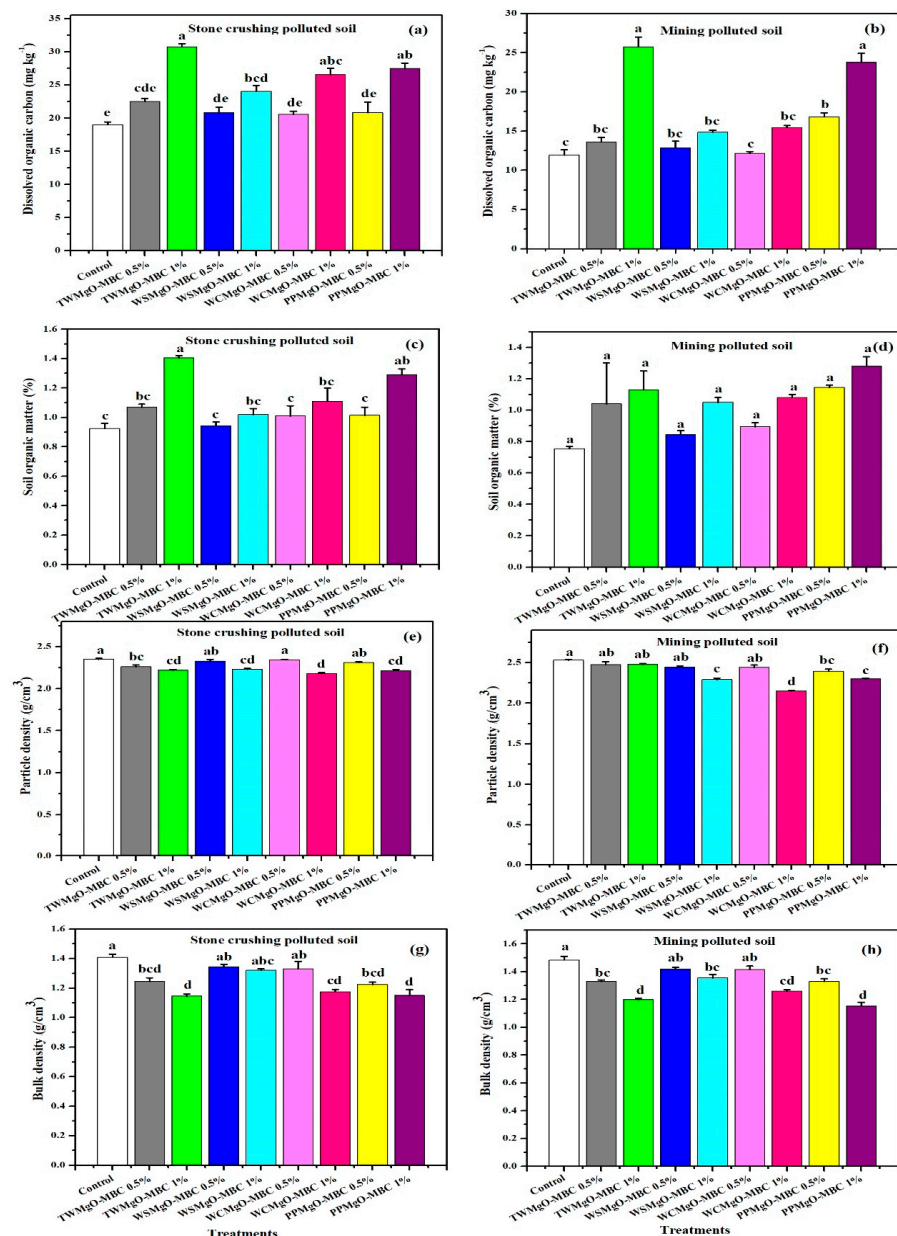 Stone crushing polluted soil
(a)
Dissolved organic carbon (mg kg⁻¹)
35
30
25
20
15
10
5
0
e
cdc
a
de
bcd
de
abc
de
ab
Control
TWMgO-MBC 0.5%
TWMgO-MBC 1%
WSMgO-MBC 0.5%
WSMgO-MBC 1%
WCMgO-MBC 0.5%
WCMgO-MBC 1%
PPMgO-MBC 0.5%
PPMgO-MBC 1%
Mining polluted soil
(b)
Dissolved organic carbon (mg kg⁻¹)
30
25
20
15
10
5
0
c
bc
a
bc
bc
c
bc
b
a
Control
TWMgO-MBC 0.5%
TWMgO-MBC 1%
WSMgO-MBC 0.5%
WSMgO-MBC 1%
WCMgO-MBC 0.5%
WCMgO-MBC 1%
PPMgO-MBC 0.5%
PPMgO-MBC 1%
Stone crushing polluted soil
(c)
Soil organic matter (%)
1.6
1.4
1.2
1.0
0.8
0.6
0.4
0.2
0.0
c
bc
a
c
bc
c
bc
c
ab
Control
TWMgO-MBC 0.5%
TWMgO-MBC 1%
WSMgO-MBC 0.5%
WSMgO-MBC 1%
WCMgO-MBC 0.5%
WCMgO-MBC 1%
PPMgO-MBC 0.5%
PPMgO-MBC 1%
Mining polluted soil
(d)
Soil organic matter (%)
1.4
1.2
1.0
0.8
0.6
0.4
0.2
0.0
a
a
a
a
a
a
a
a
a
Control
TWMgO-MBC 0.5%
TWMgO-MBC 1%
WSMgO-MBC 0.5%
WSMgO-MBC 1%
WCMgO-MBC 0.5%
WCMgO-MBC 1%
PPMgO-MBC 0.5%
PPMgO-MBC 1%
Stone crushing polluted soil
(e)
Particle density (g/cm³)
2.5
2.0
1.5
1.0
0.5
0.0
a
bc
cd
ab
cd
a
d
ab
cd
Control
TWMgO-MBC 0.5%
TWMgO-MBC 1%
WSMgO-MBC 0.5%
WSMgO-MBC 1%
WCMgO-MBC 0.5%
WCMgO-MBC 1%
PPMgO-MBC 0.5%
PPMgO-MBC 1%
Mining polluted soil
(f)
Particle density (g/cm³)
2.5
2.0
1.5
1.0
0.5
0.0
a
ab
ab
ab
c
ab
d
bc
c
Control
TWMgO-MBC 0.5%
TWMgO-MBC 1%
WSMgO-MBC 0.5%
WSMgO-MBC 1%
WCMgO-MBC 0.5%
WCMgO-MBC 1%
PPMgO-MBC 0.5%
PPMgO-MBC 1%
Stone crushing polluted soil
(g)
Bulk density (g/cm³)
1.6
1.4
1.2
1.0
0.8
0.6
0.4
0.2
0.0
a
bcd
d
ab
abc
ab
cd
bcd
d
Control
TWMgO-MBC 0.5%
TWMgO-MBC 1%
WSMgO-MBC 0.5%
WSMgO-MBC 1%
WCMgO-MBC 0.5%
WCMgO-MBC 1%
PPMgO-MBC 0.5%
PPMgO-MBC 1%
Treatments
Mining polluted soil
(h)
Bulk density (g/cm³)
1.6
1.4
1.2
1.0
0.8
0.6
0.4
0.2
0.0
a
bc
d
ab
bc
ab
cd
bc
d
Control
TWMgO-MBC 0.5%
TWMgO-MBC 1%
WSMgO-MBC 0.5%
WSMgO-MBC 1%
WCMgO-MBC 0.5%
WCMgO-MBC 1%
PPMgO-MBC 0.5%
PPMgO-MBC 1%
Treatments